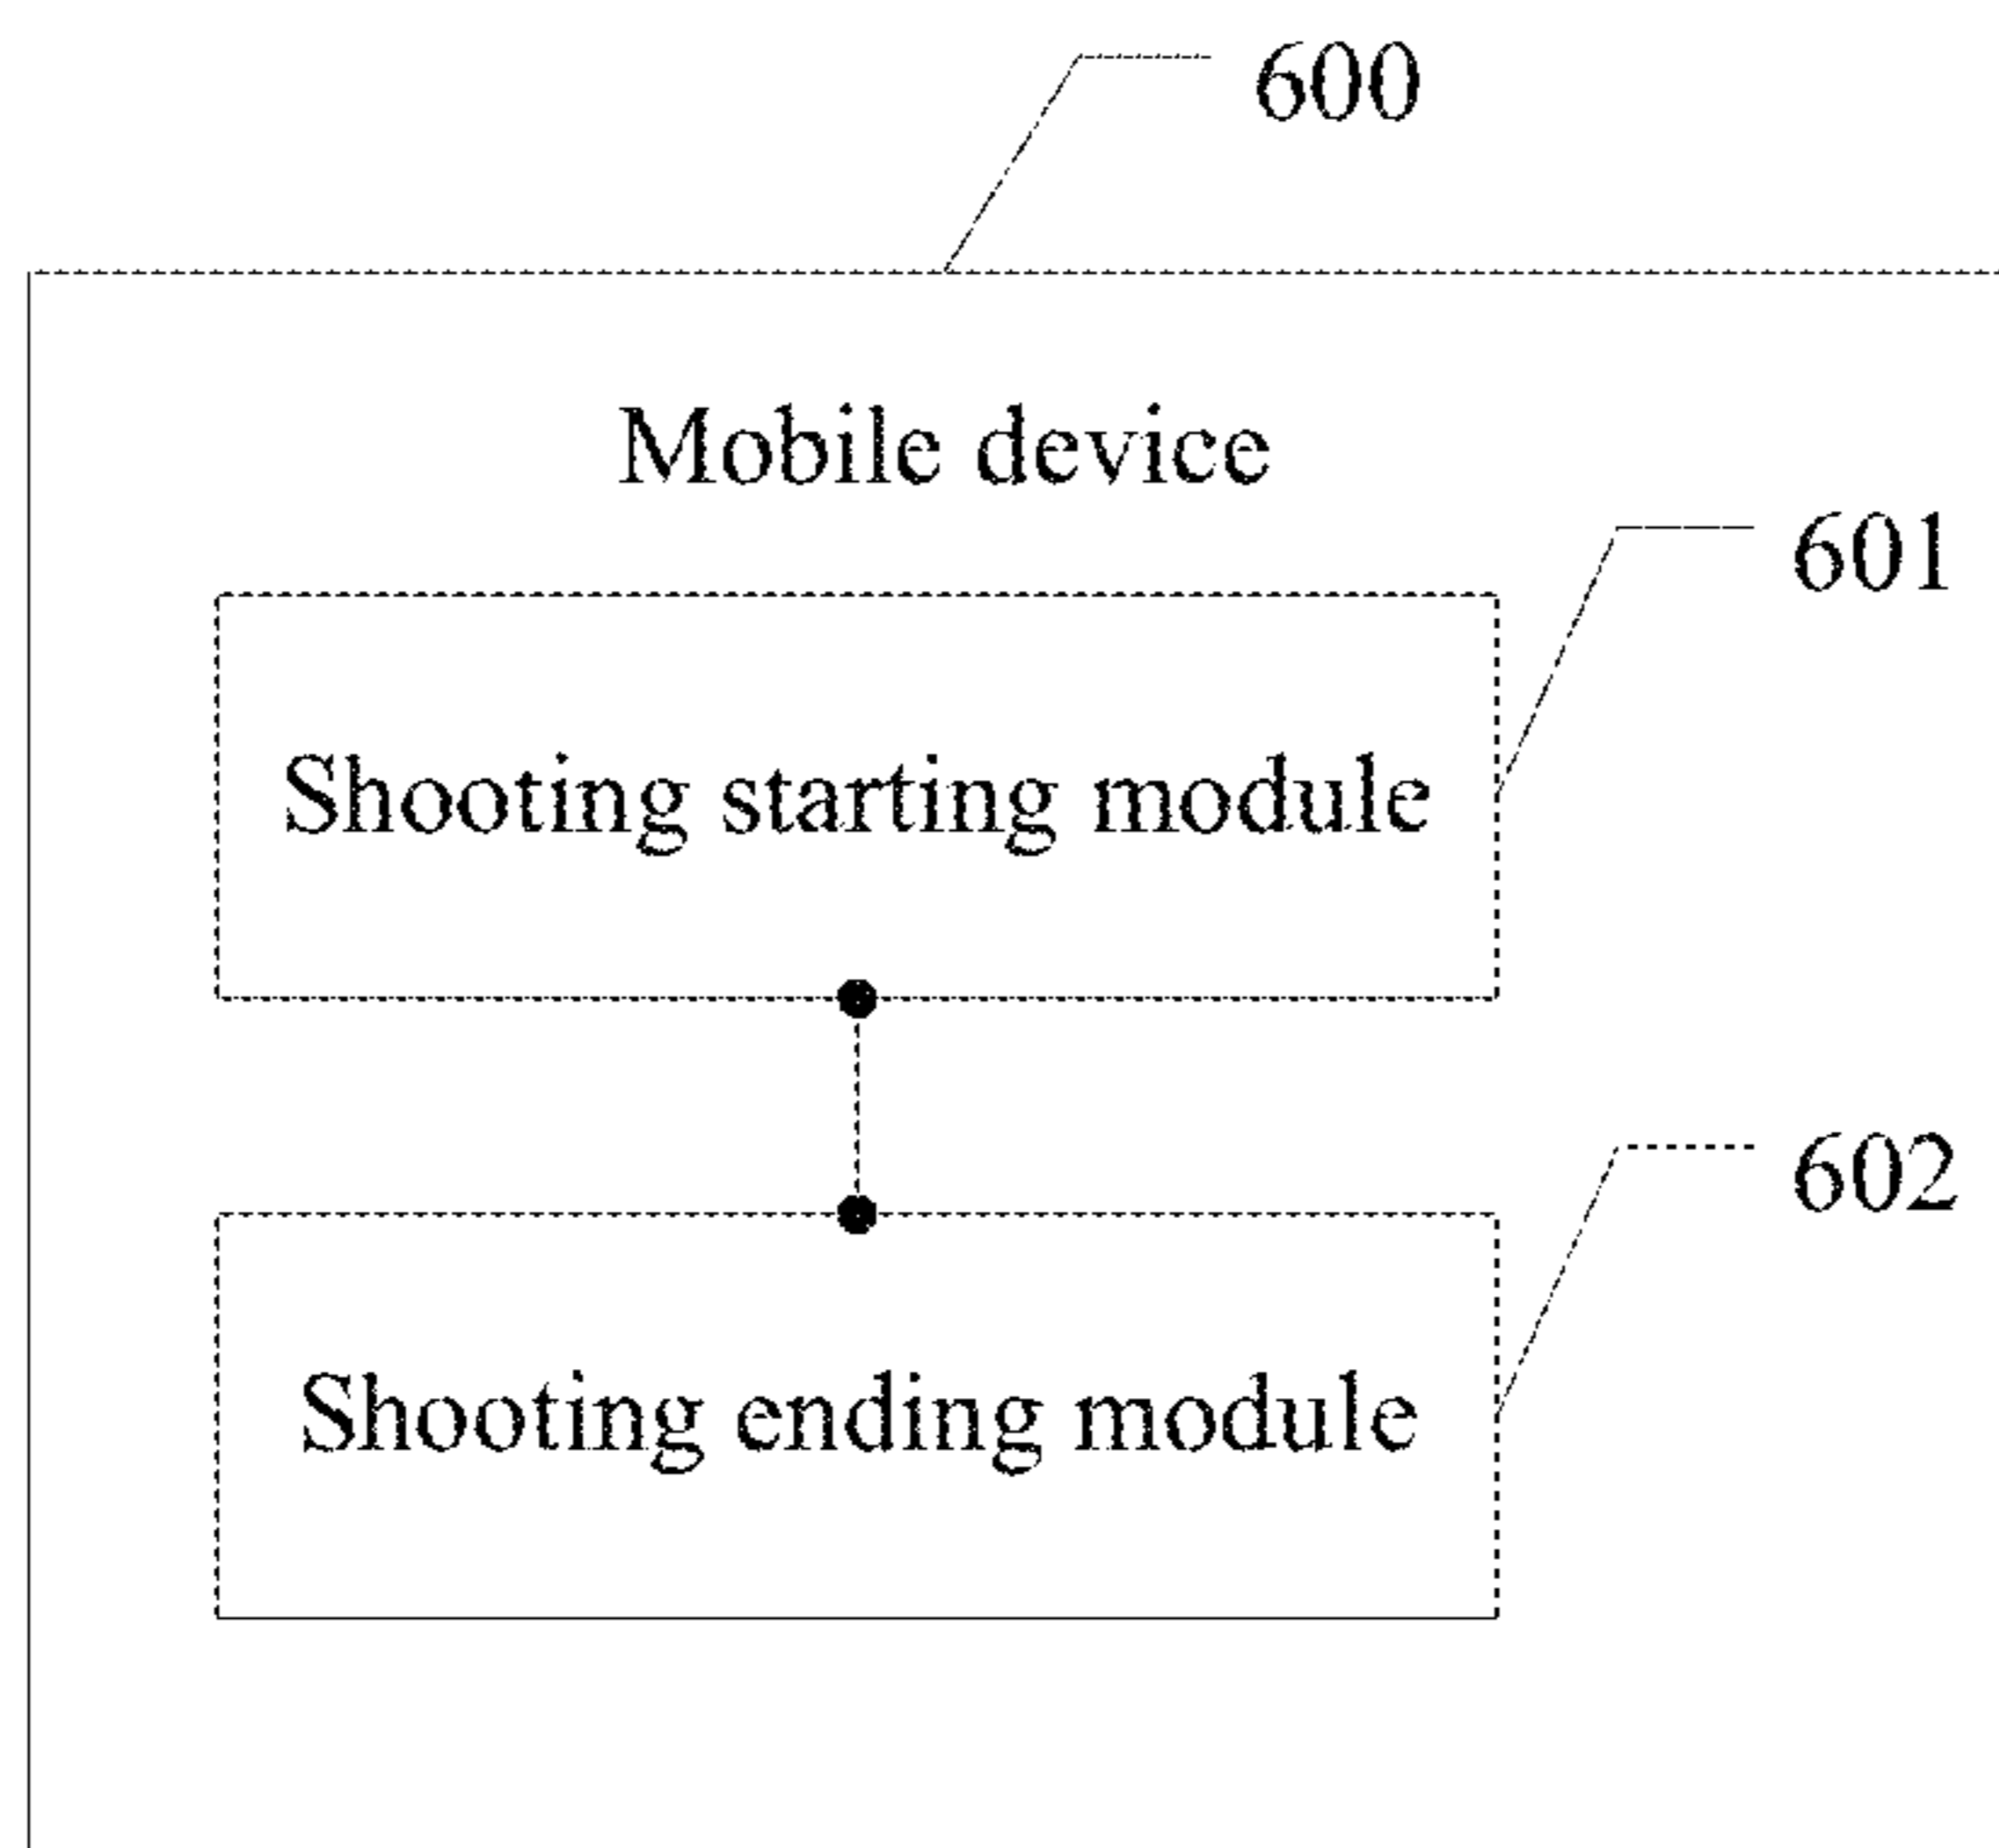 600
Mobile device
601
Shooting starting module
602
Shooting ending module